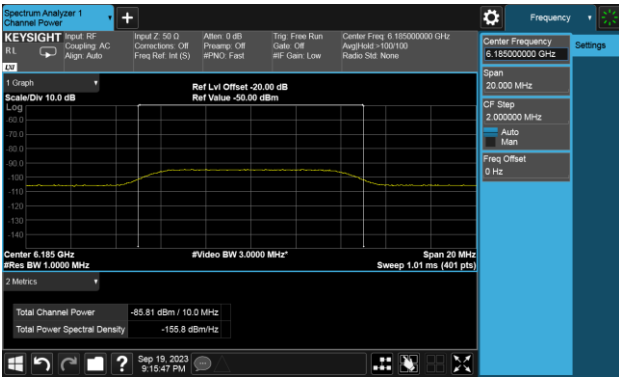 Spectrum Analyzer 1
Channel Power
+
Frequency
KEYSIGHT
RL
LXI
Input: RF
Coupling: AC
Align: Auto
Input Z: 50 Ω
Corrections: Off
Freq Ref: Int (S)
Atten: 0 dB
Preamp: Off
#PNO: Fast
Trig: Free Run
Gate: Off
#IF Gain: Low
Center Freq: 6.185000000 GHz
Avg|Hold >100/100
Radio Std: None
Center Frequency
6.185000000 GHz
Settings
Span
20.000 MHz
CF Step
2.000000 MHz
Auto
Man
Freq Offset
0 Hz
1 Graph
Scale/Div 10.0 dB
Ref Lvl Offset -20.00 dB
Ref Value -50.00 dBm
Log
-60.0
-70.0
-80.0
-90.0
-100
-110
-120
-130
-140
Center 6.185 GHz
#Video BW 3.0000 MHz*
Span 20 MHz
#Res BW 1.0000 MHz
Sweep 1.01 ms (401 pts)
2 Metrics
Total Channel Power -85.81 dBm / 10.0 MHz
Total Power Spectral Density -155.8 dBm/Hz
?
Sep 19, 2023
9:15:47 PM